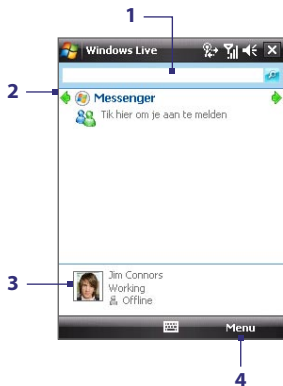 1
Windows Live
2
Messenger
Tik hier om je aan te melden
3
Jim Connors
Working
Offline
Menu
4